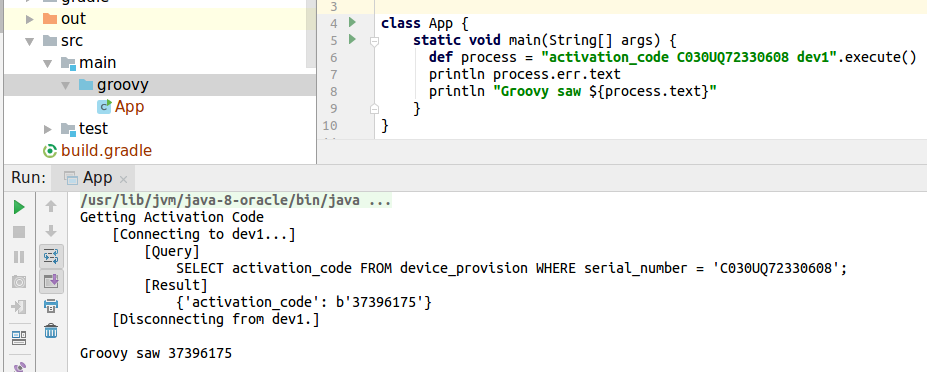 gradle
out
src
main
groovy
App
test
build.gradle
3
4 class App {
5 static void main(String[] args) {
6 def process = "activation_code C030UQ72330608 dev1".execute()
7 println process.err.text
8 println "Groovy saw ${process.text}"
9 }
10 }
Run: App
/usr/lib/jvm/java-8-oracle/bin/java ...
Getting Activation Code
[Connecting to dev1...]
[Query]
SELECT activation_code FROM device_provision WHERE serial_number = 'C030UQ72330608';
[Result]
{'activation_code': b'37396175'}
[Disconnecting from dev1.]
Groovy saw 37396175